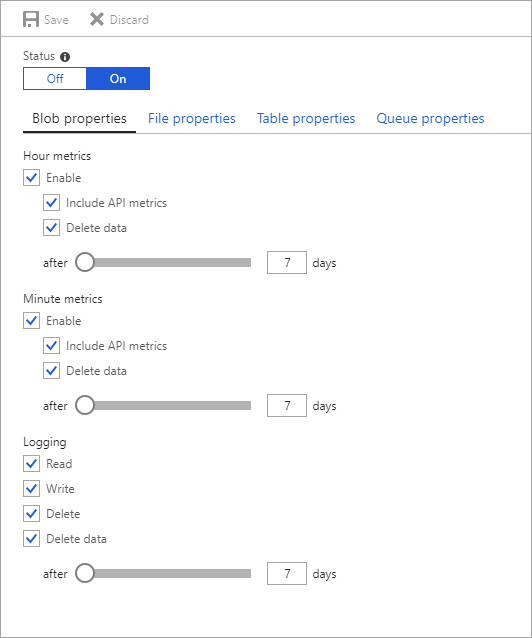 Save Discard
Status
Off On
Blob properties File properties Table properties Queue properties
Hour metrics
Enable
Include API metrics
Delete data
after 7 days
Minute metrics
Enable
Include API metrics
Delete data
after 7 days
Logging
Read
Write
Delete
Delete data
after 7 days